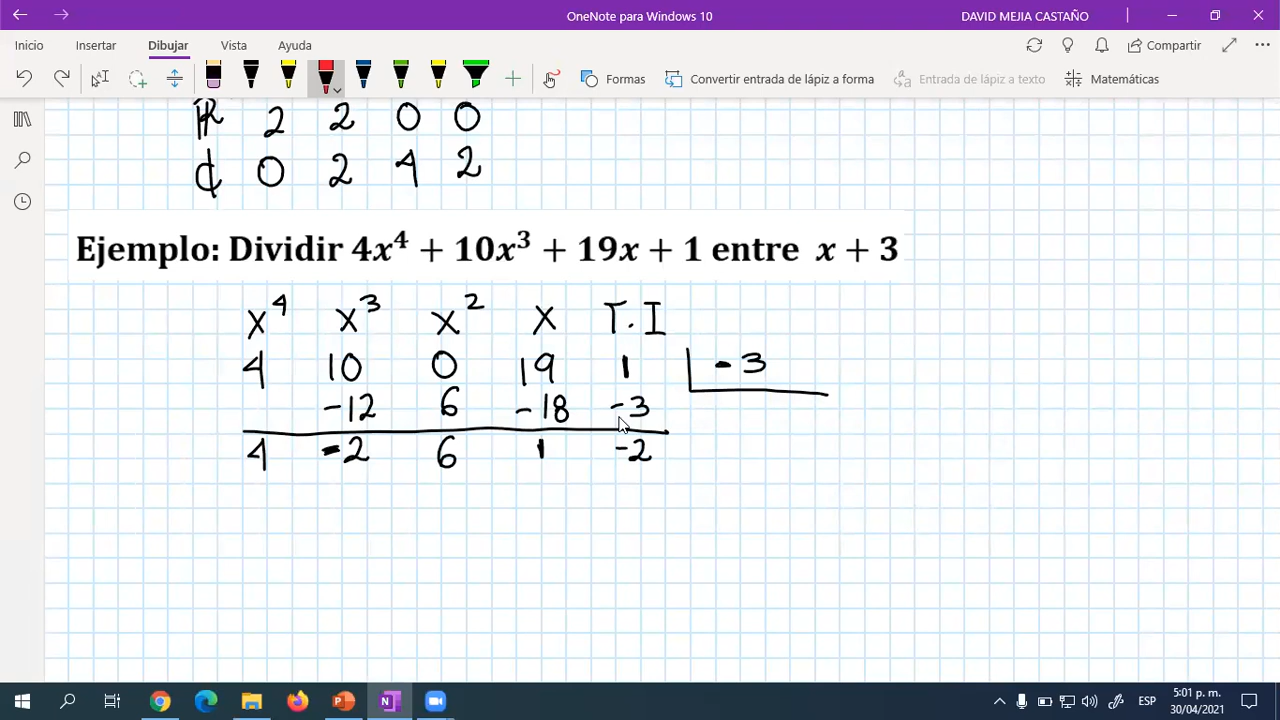 OneNote para Windows 10
DAVID MEJIA CASTAÑO
Inicio Insertar Dibujar Vista Ayuda
Compartir
Formas
Convertir entrada de lápiz a forma
Entrada de lápiz a texto
Matemáticas
ℝ 2 2 0 0
₵ 0 2 4 2
Ejemplo: Dividir 4x⁴ + 10x³ + 19x + 1 entre x + 3
x⁴ x³ x² x T.I
4 10 0 19 1 |-3
-12 6 -18 -3
4 -2 6 1 -2
ESP
5:01 p. m.
30/04/2021